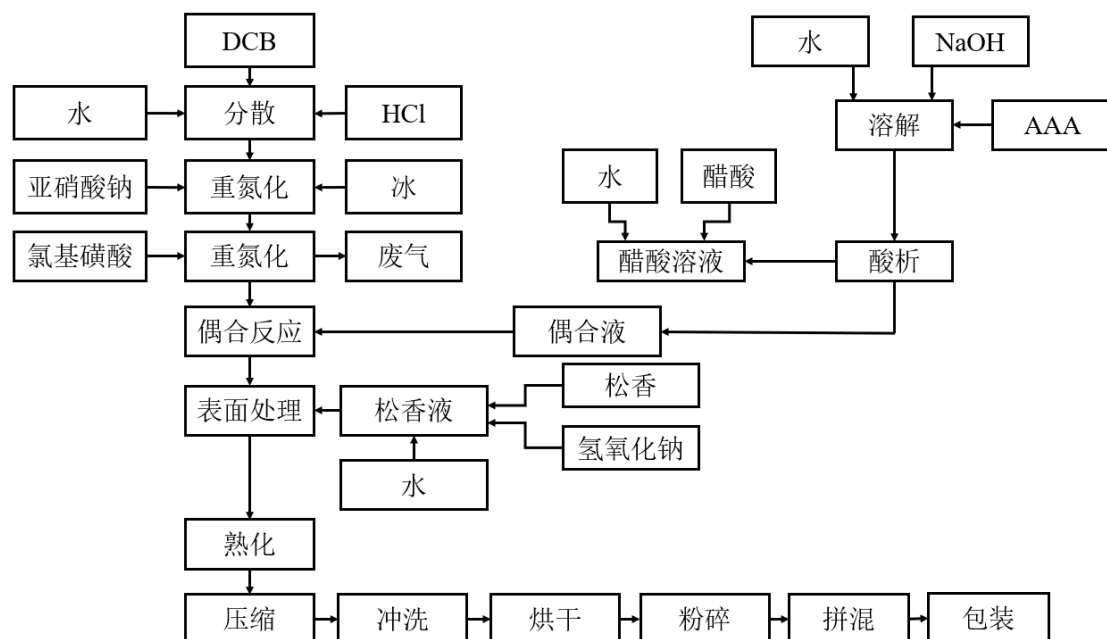 DCB
水
NaOH
水
分散
HCl
溶解
AAA
亚硝酸钠
重氮化
冰
水
醋酸
氯基磺酸
重氮化
废气
醋酸溶液
酸析
偶合反应
偶合液
表面处理
松香液
松香
氢氧化钠
水
熟化
压缩
冲洗
烘干
粉碎
拼混
包装